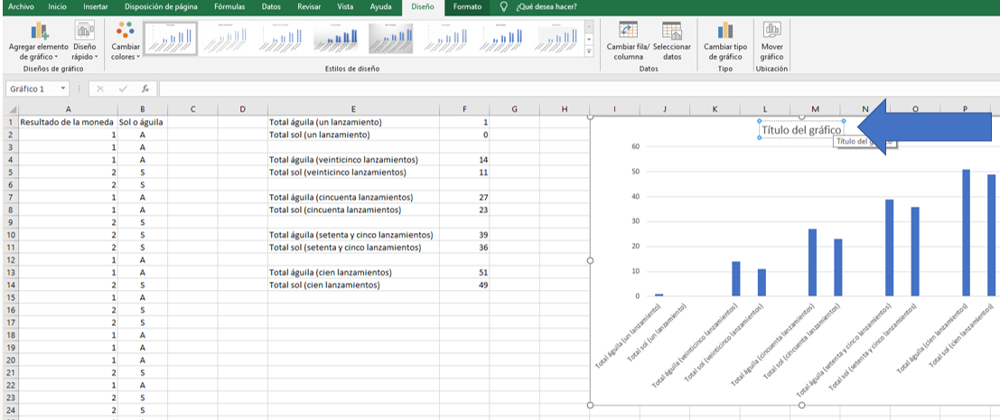 Archivo Inicio Insertar Disposición de página Fórmulas Datos Revisar Vista Ayuda Diseño Formato ¿Qué desea hacer?
Agregar elemento de gráfico
Diseño rápido
Cambiar colores
Cambiar fila/ columna
Seleccionar datos
Cambiar tipo de gráfico
Mover gráfico
Diseños de gráfico Estilos de diseño Datos Tipo Ubicación
Gráfico 1 fx
A B C D E F G H I J K L M N O P
1 Resultado de la moneda Sol o águila Total águila (un lanzamiento) 1
2 1 A Total sol (un lanzamiento) 0
3 1 A
4 1 A Total águila (veinticinco lanzamientos) 14
5 2 S Total sol (veinticinco lanzamientos) 11
6 2 S
7 1 A Total águila (cincuenta lanzamientos) 27
8 1 A Total sol (cincuenta lanzamientos) 23
9 2 S
10 2 S Total águila (setenta y cinco lanzamientos) 39
11 2 S Total sol (setenta y cinco lanzamientos) 36
12 1 A
13 1 A Total águila (cien lanzamientos) 51
14 2 S Total sol (cien lanzamientos) 49
15 1 A
16 2 S
17 2 S
18 1 A
19 1 A
20 1 A
21 2 S
22 1 A
23 2 S
24 2 S
Título del gráfico
Título del gráfico
60
50
40
30
20
10
0
Total águila (un lanzamiento)
Total sol (un lanzamiento)
Total águila (veinticinco lanzamientos)
Total sol (veinticinco lanzamientos)
Total águila (cincuenta lanzamientos)
Total sol (cincuenta lanzamientos)
Total águila (setenta y cinco lanzamientos)
Total sol (setenta y cinco lanzamientos)
Total águila (cien lanzamientos)
Total sol (cien lanzamientos)